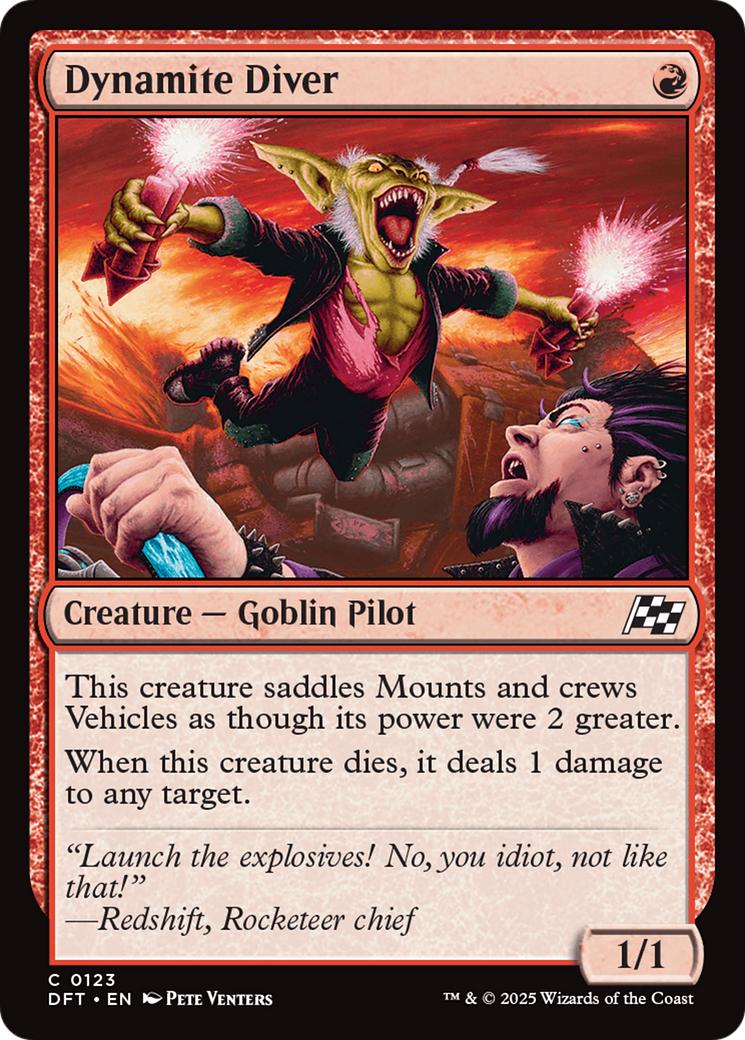 Dynamite Diver
Creature — Goblin Pilot
This creature saddles Mounts and crews
Vehicles as though its power were 2 greater.
When this creature dies, it deals 1 damage
to any target.
“Launch the explosives! No, you idiot, not like
that!”
—Redshift, Rocketeer chief
1/1
C 0123
DFT • EN Pete Venters
™ & © 2025 Wizards of the Coast